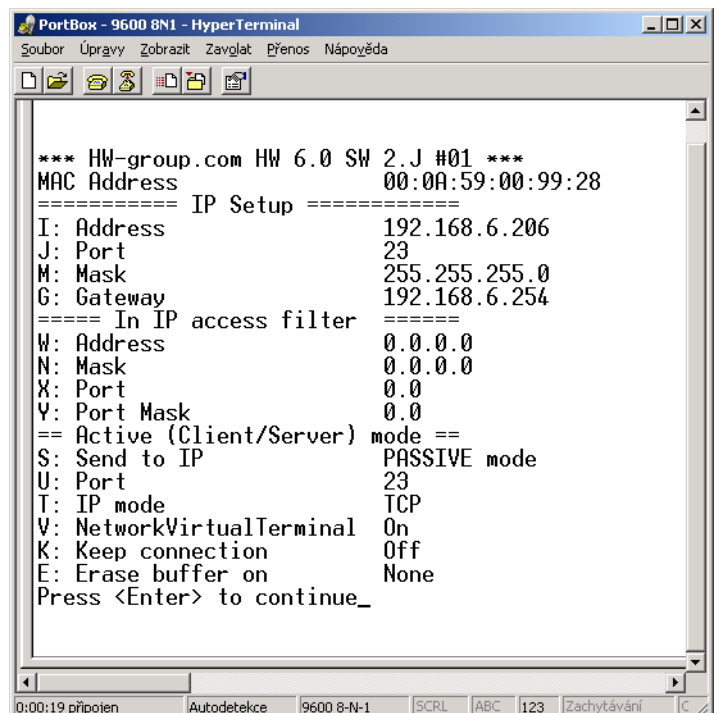 PortBox - 9600 8N1 - HyperTerminal
Soubor Úpravy Zobrazit Zavolat Přenos Nápověda
*** HW-group.com HW 6.0 SW 2.J #01 ***
MAC Address 00:0A:59:00:99:28
=========== IP Setup ============
I: Address 192.168.6.206
J: Port 23
M: Mask 255.255.255.0
G: Gateway 192.168.6.254
===== In IP access filter ======
W: Address 0.0.0.0
N: Mask 0.0.0.0
X: Port 0.0
Y: Port Mask 0.0
== Active (Client/Server) mode ==
S: Send to IP PASSIVE mode
U: Port 23
T: IP mode TCP
V: NetworkVirtualTerminal On
K: Keep connection Off
E: Erase buffer on None
Press <Enter> to continue_
0:00:19 připojen Autodetekce 9600 8-N-1 SCRL ABC 123 Zachytávání